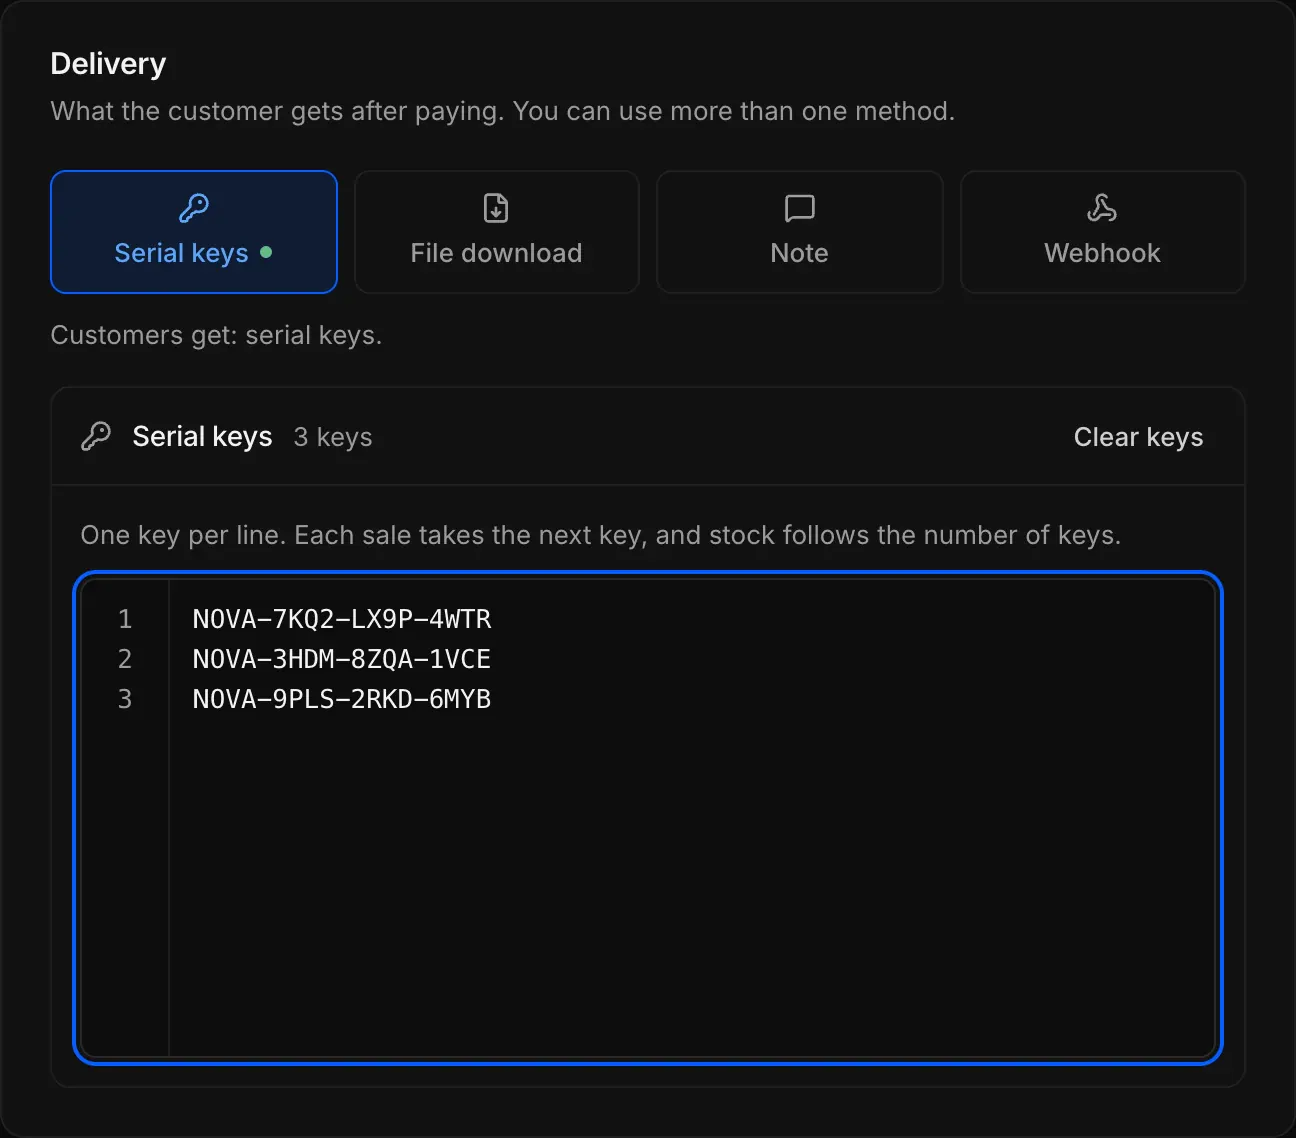 Delivery
What the customer gets after paying. You can use more than one method.
Serial keys
File download
Note
Webhook
Customers get: serial keys.
Serial keys 3 keys Clear keys
One key per line. Each sale takes the next key, and stock follows the number of keys.
1 NOVA-7KQ2-LX9P-4WTR
2 NOVA-3HDM-8ZQA-1VCE
3 NOVA-9PLS-2RKD-6MYB